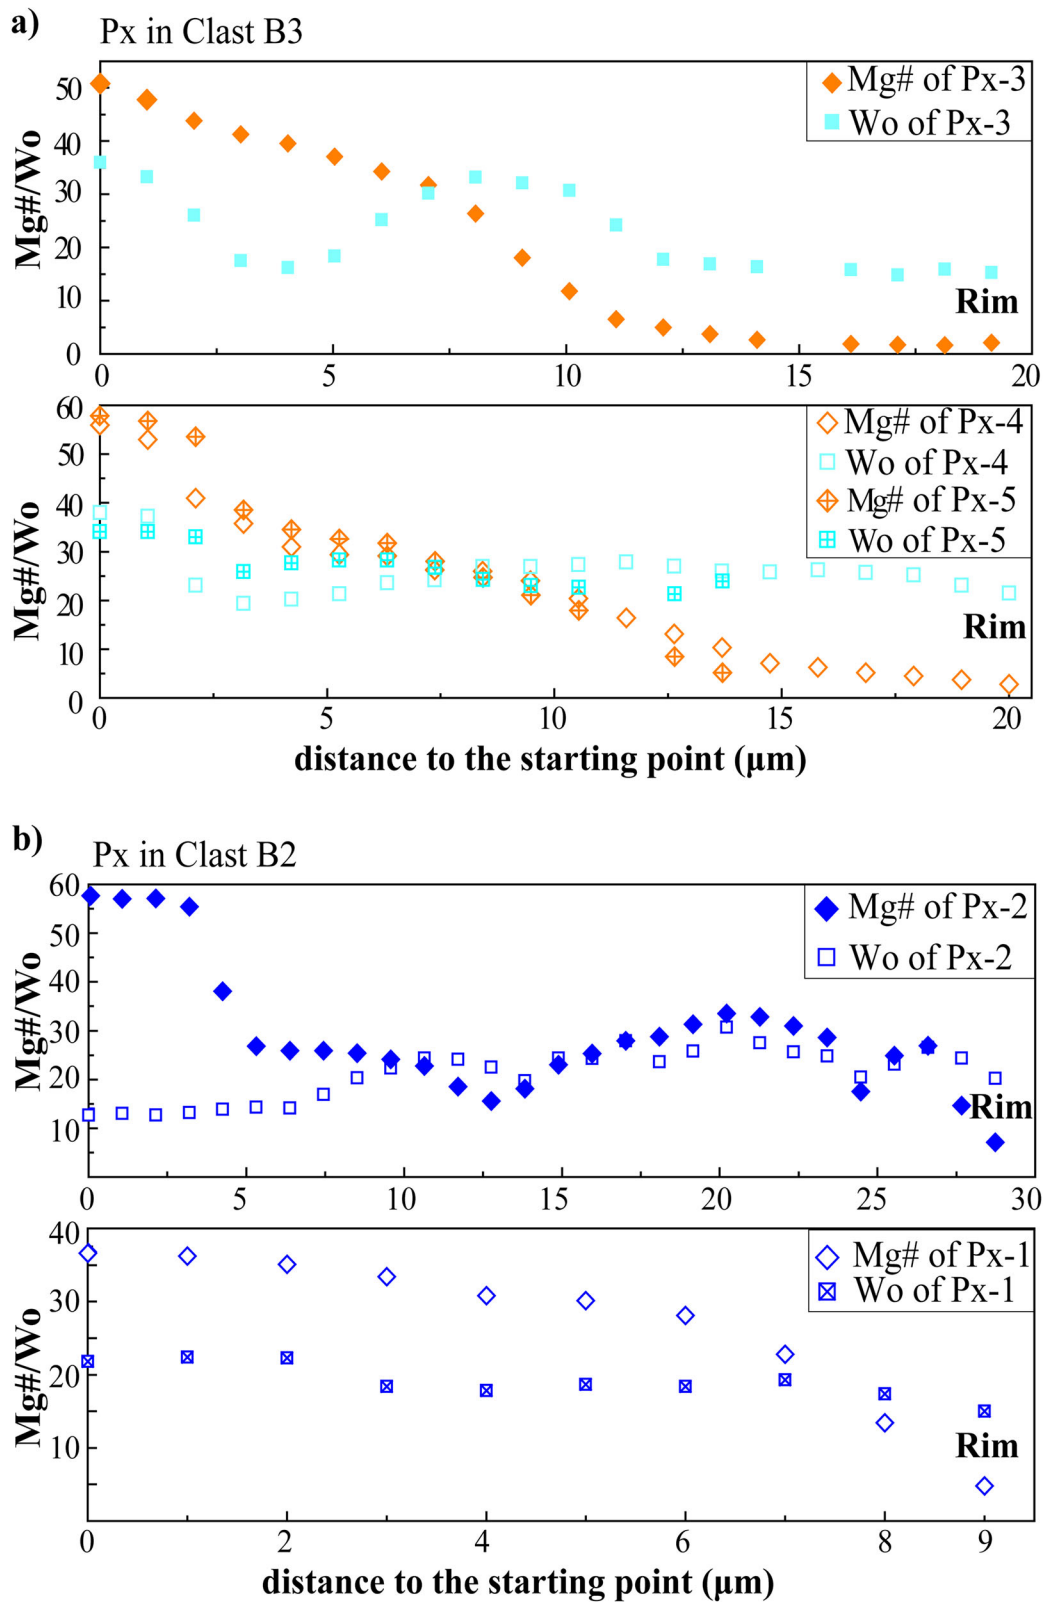 a)
Px in Clast B3
Mg#/Wo
50
40
30
20
10
0
Mg# of Px-3
Wo of Px-3
Rim
0 5 10 15 20
Mg#/Wo
60
50
40
30
20
10
0
Mg# of Px-4
Wo of Px-4
Mg# of Px-5
Wo of Px-5
Rim
0 5 10 15 20
distance to the starting point (µm)
b)
Px in Clast B2
Mg#/Wo
60
50
40
30
20
10
Mg# of Px-2
Wo of Px-2
Rim
0 5 10 15 20 25 30
Mg#/Wo
40
30
20
10
Mg# of Px-1
Wo of Px-1
Rim
0 2 4 6 8 9
distance to the starting point (µm)